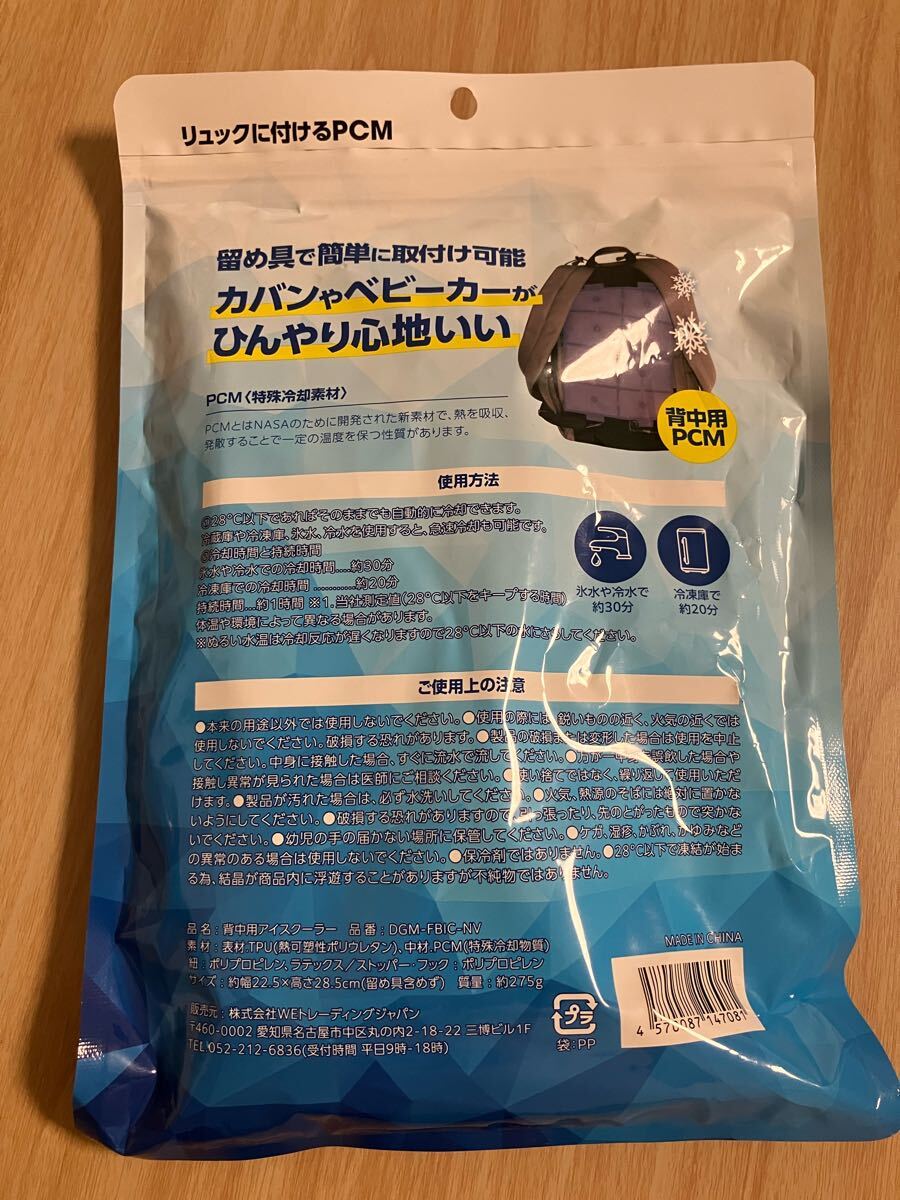 リュックに付けるPCM
留め具で簡単に取付け可能
カバンやベビーカーが
ひんやり心地いい
背中用
PCM
PCM〈特殊冷却素材〉
PCMとはNASAのために開発された新素材で、熱を吸収、
発散することで一定の温度を保つ性質があります。
使用方法
◎28℃以下であればそのままでも自動的に冷却できます。
冷蔵庫や冷凍庫、氷水、冷水を使用すると、急速冷却も可能です。
◎冷却時間と持続時間
氷水や冷水での冷却時間....約30分
冷凍庫での冷却時間 ............約20分
持続時間...約1時間 ※1.当社測定値(28℃以下をキープする時間)
体温や環境によって異なる場合があります。
※ぬるい水温は冷却反応が遅くなりますので28℃以下の水にさらしてください。
氷水や冷水で
約30分
冷凍庫で
約20分
ご使用上の注意
●本来の用途以外では使用しないでください。●使用の際には、鋭いものの近く、火気の近くでは
使用しないでください。破損する恐れがあります。●製品の破損または変形した場合は使用を中止
してください。中身に接触した場合、すぐに流水で流してください。●万が一中身を誤飲した場合や
接触し異常が見られた場合は医師にご相談ください。●使い捨てではなく、繰り返しご使用いただ
けます。●製品が汚れた場合は、必ず水洗いしてください。●火気、熱源のそばには絶対に置かな
いようにしてください。●破損する恐れがありますので、引っ張ったり、先のとがったもので突かな
いでください。●幼児の手の届かない場所に保管してください。●ケガ、湿疹、かぶれ、かゆみなど
の異常のある場合は使用しないでください。●保冷剤ではありません。●28℃以下で凍結が始ま
る為、結晶が商品内に浮遊することがありますが不純物ではありません。
品名：背中用アイスクーラー 品番：DGM-FBIC-NV
素材：表材.TPU(熱可塑性ポリウレタン)、中材.PCM(特殊冷却物質)
紐：ポリプロピレン、ラテックス／ストッパー・フック：ポリプロピレン
サイズ：約幅22.5×高さ28.5cm(留め具含めず) 質量：約275g
販売元：株式会社WEトレーディングジャパン
〒460-0002 愛知県名古屋市中区丸の内2-18-22 三博ビル1F
TEL.052-212-6836(受付時間 平日9時-18時)
プラ
袋:PP
MADE IN CHINA
4 570087 147081